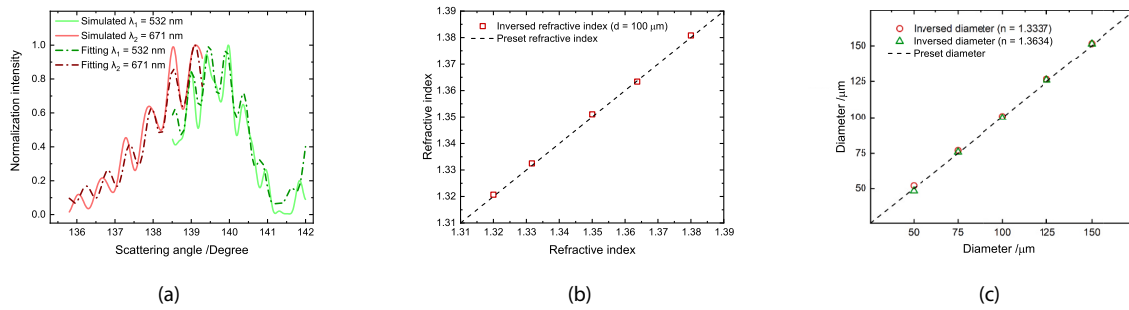 Simulated λ₁ = 532 nm
Simulated λ₂ = 671 nm
Fitting λ₁ = 532 nm
Fitting λ₂ = 671 nm
Normalization intensity
1.0
0.8
0.6
0.4
0.2
0.0
136 137 138 139 140 141 142
Scattering angle /Degree
(a)
Inversed refractive index (d = 100 μm)
Preset refractive index
Refractive index
1.39
1.38
1.37
1.36
1.35
1.34
1.33
1.32
1.31
1.31 1.32 1.33 1.34 1.35 1.36 1.37 1.38 1.39
Refractive index
(b)
Inversed diameter (n = 1.3337)
Inversed diameter (n = 1.3634)
Preset diameter
Diameter /μm
150
125
100
75
50
50 75 100 125 150
Diameter /μm
(c)